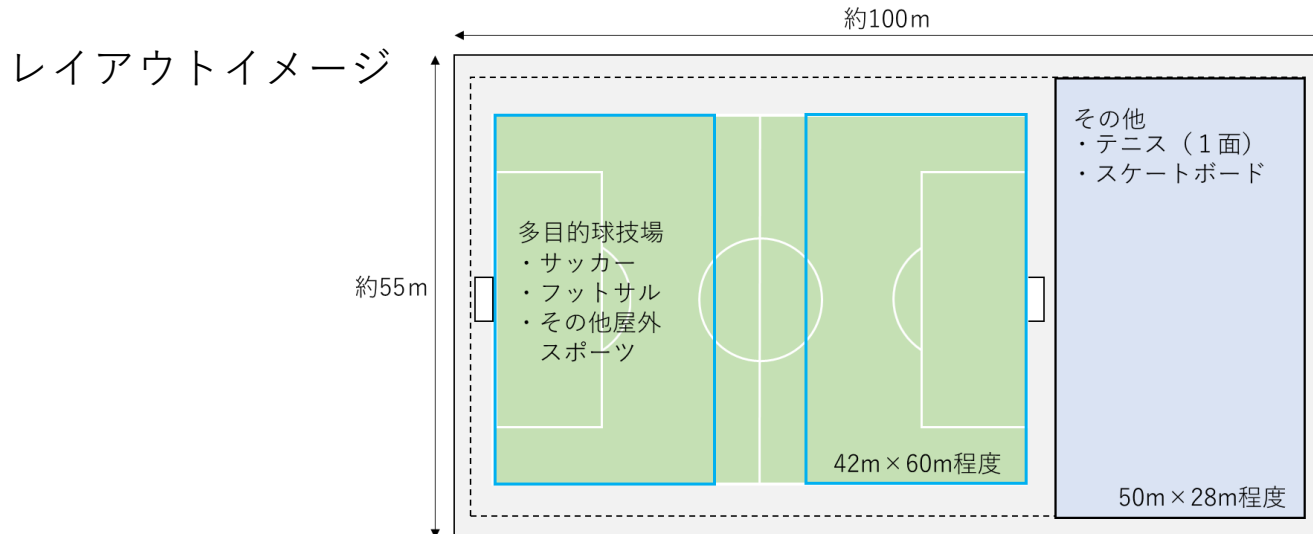 約100m
レイアウトイメージ
約55m
多目的球技場
・サッカー
・フットサル
・その他屋外
スポーツ
42m×60m程度
その他
・テニス（１面）
・スケートボード
50m×28m程度